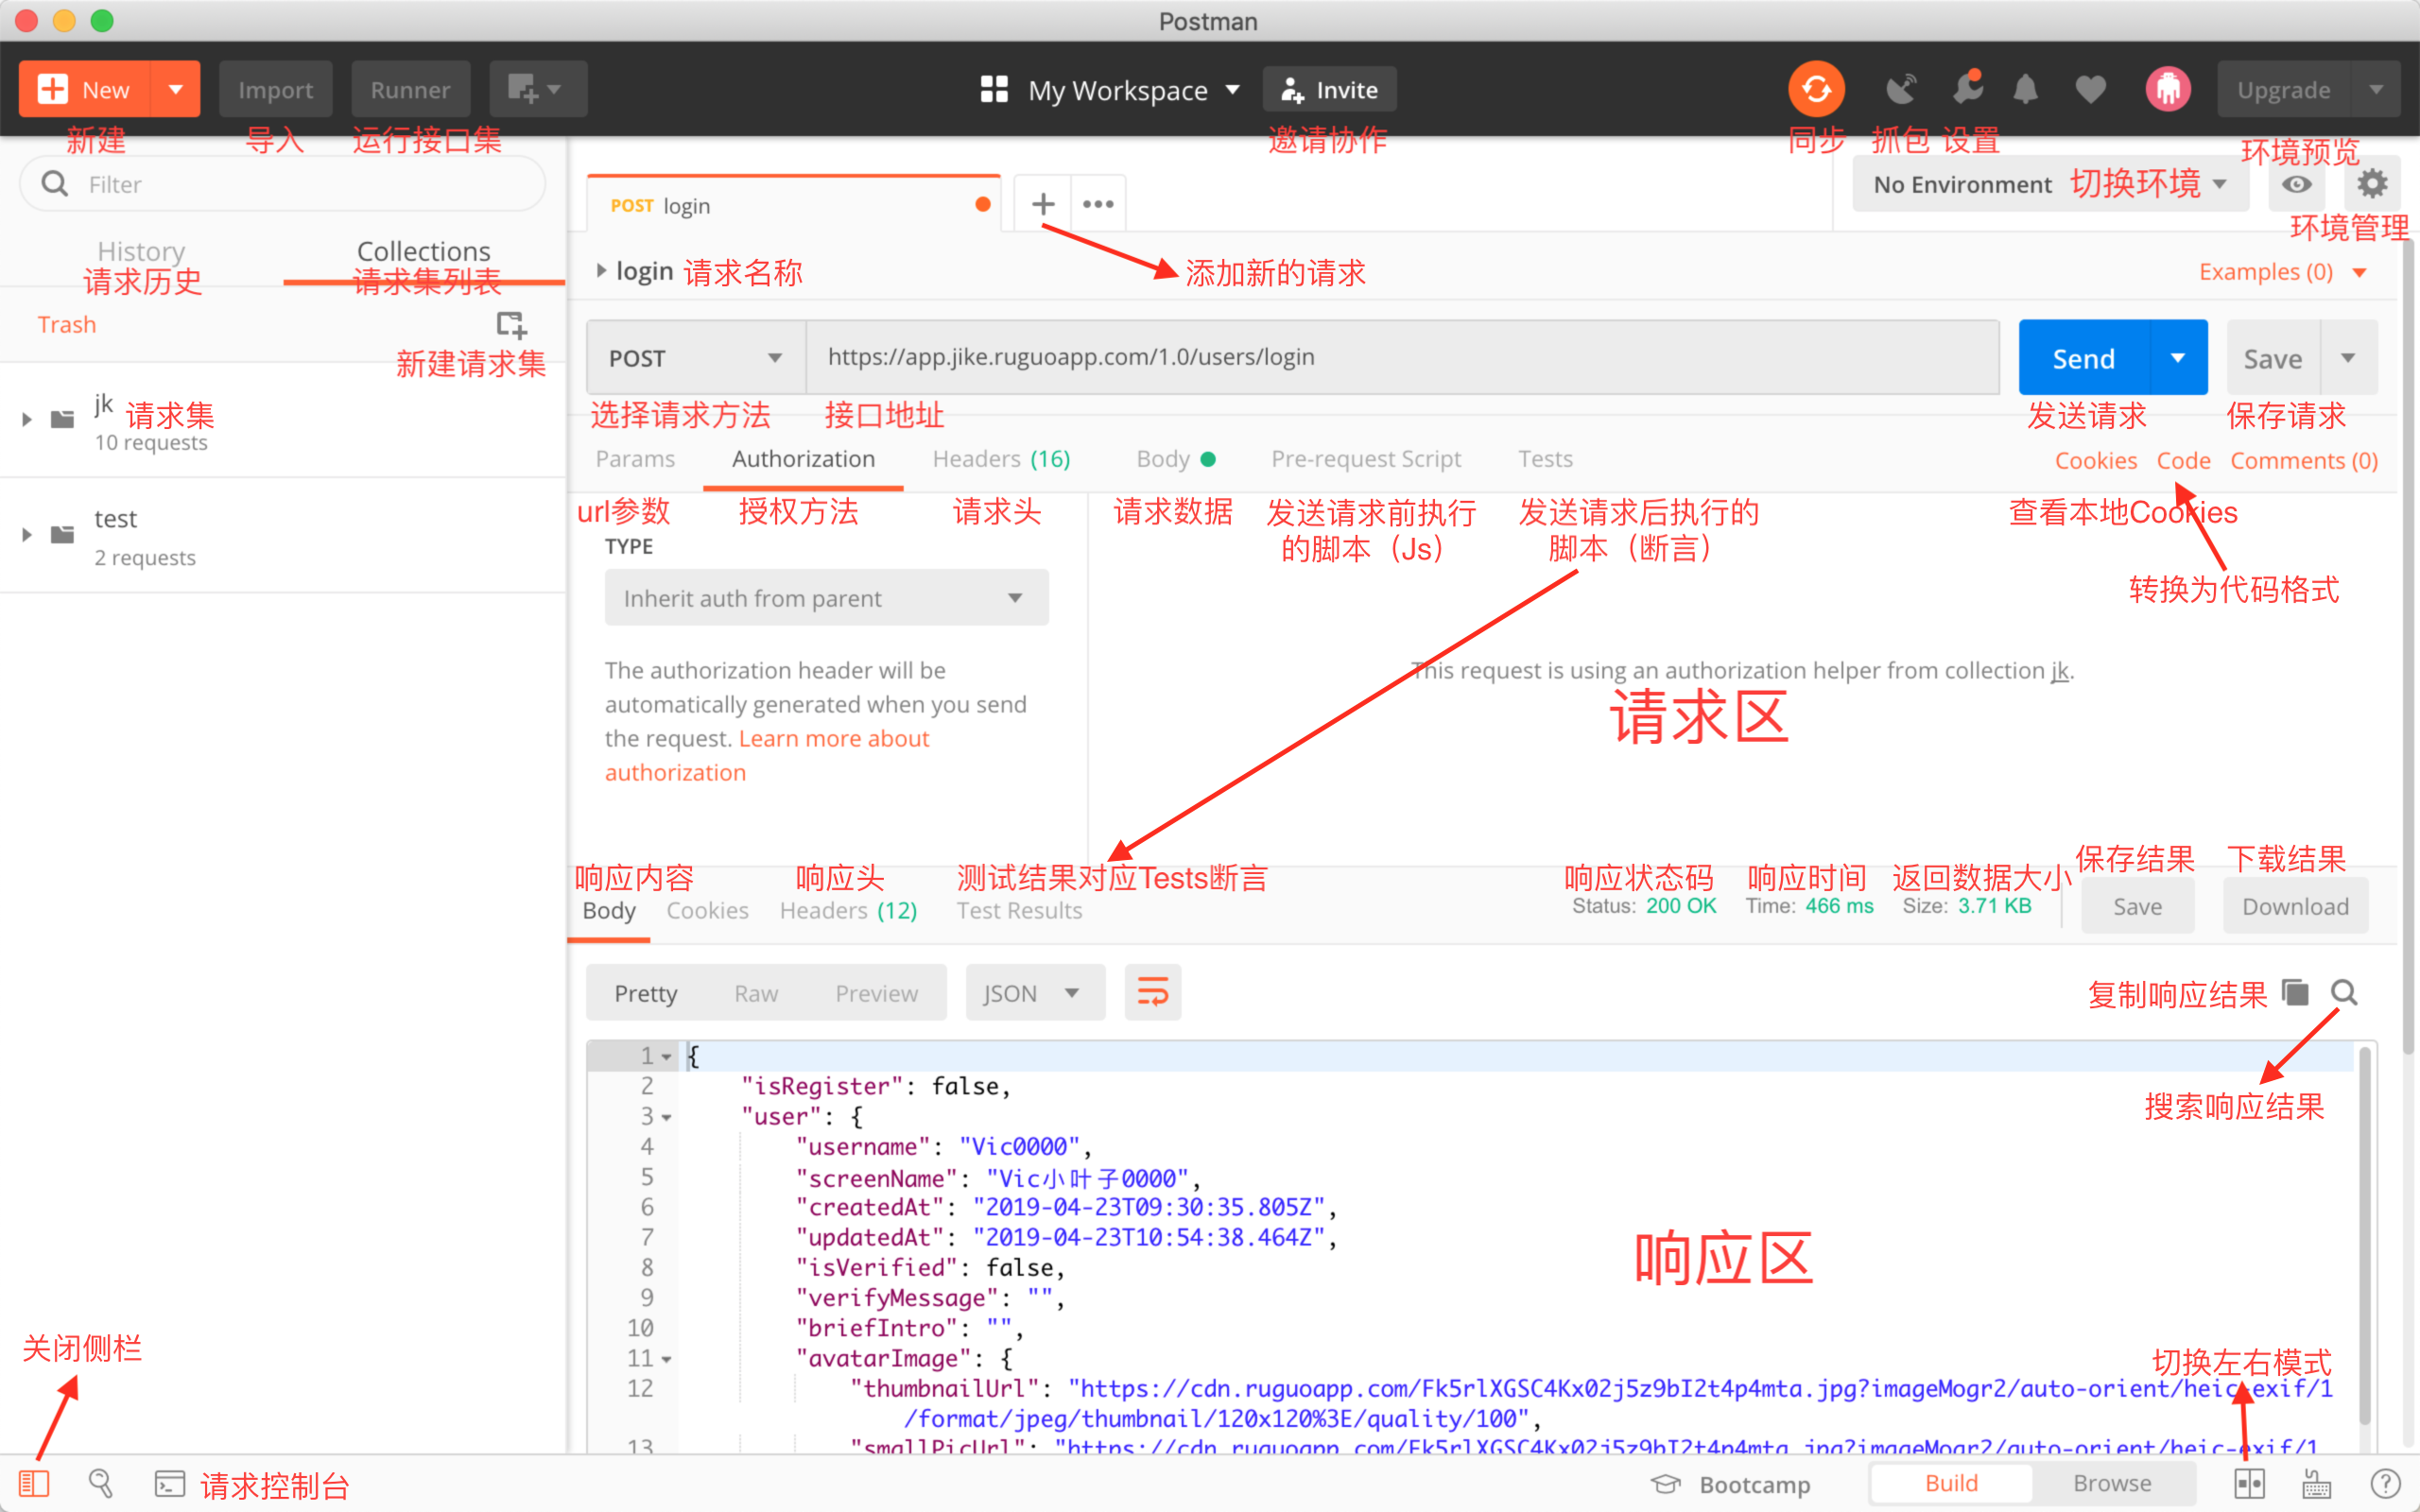 Postman
New
Import
Runner
My Workspace
Invite
Upgrade
新建
导入
运行接口集
邀请协作
同步
抓包
设置
环境预览
Filter
POST login
No Environment
切换环境
环境管理
History
Collections
请求历史
请求集列表
login 请求名称
添加新的请求
Examples (0)
Trash
新建请求集
POST
https://app.jike.ruguoapp.com/1.0/users/login
Send
Save
jk 请求集
10 requests
选择请求方法
接口地址
发送请求
保存请求
Params
Authorization
Headers (16)
Body
Pre-request Script
Tests
Cookies
Code
Comments (0)
url参数
授权方法
请求头
请求数据
发送请求前执行
的脚本（Js）
发送请求后执行的
脚本（断言）
查看本地Cookies
转换为代码格式
test
2 requests
TYPE
Inherit auth from parent
The authorization header will be
automatically generated when you send
the request. Learn more about
authorization
This request is using an authorization helper from collection jk.
请求区
响应内容
响应头
测试结果对应Tests断言
响应状态码
响应时间
返回数据大小
保存结果
下载结果
Body
Cookies
Headers (12)
Test Results
Status: 200 OK
Time: 466 ms
Size: 3.71 KB
Save
Download
Pretty
Raw
Preview
JSON
复制响应结果
搜索响应结果
1 {
2 "isRegister": false,
3 "user": {
4 "username": "Vic0000",
5 "screenName": "Vic小叶子0000",
6 "createdAt": "2019-04-23T09:30:35.805Z",
7 "updatedAt": "2019-04-23T10:54:38.464Z",
8 "isVerified": false,
9 "verifyMessage": "",
10 "briefIntro": "",
11 "avatarImage": {
12 "thumbnailUrl": "https://cdn.ruguoapp.com/Fk5rlXGSC4Kx02j5z9bI2t4p4mta.jpg?imageMogr2/auto-orient/heic-exif/1
/format/jpeg/thumbnail/120x120%3E/quality/100",
13 "smallPicUrl": "https://cdn.ruguoapp.com/Fk5rlXGSC4Kx02j5z9bI2t4p4mta.jpg?imageMogr2/auto-orient/heic-exif/1
响应区
关闭侧栏
切换左右模式
请求控制台
Bootcamp
Build
Browse